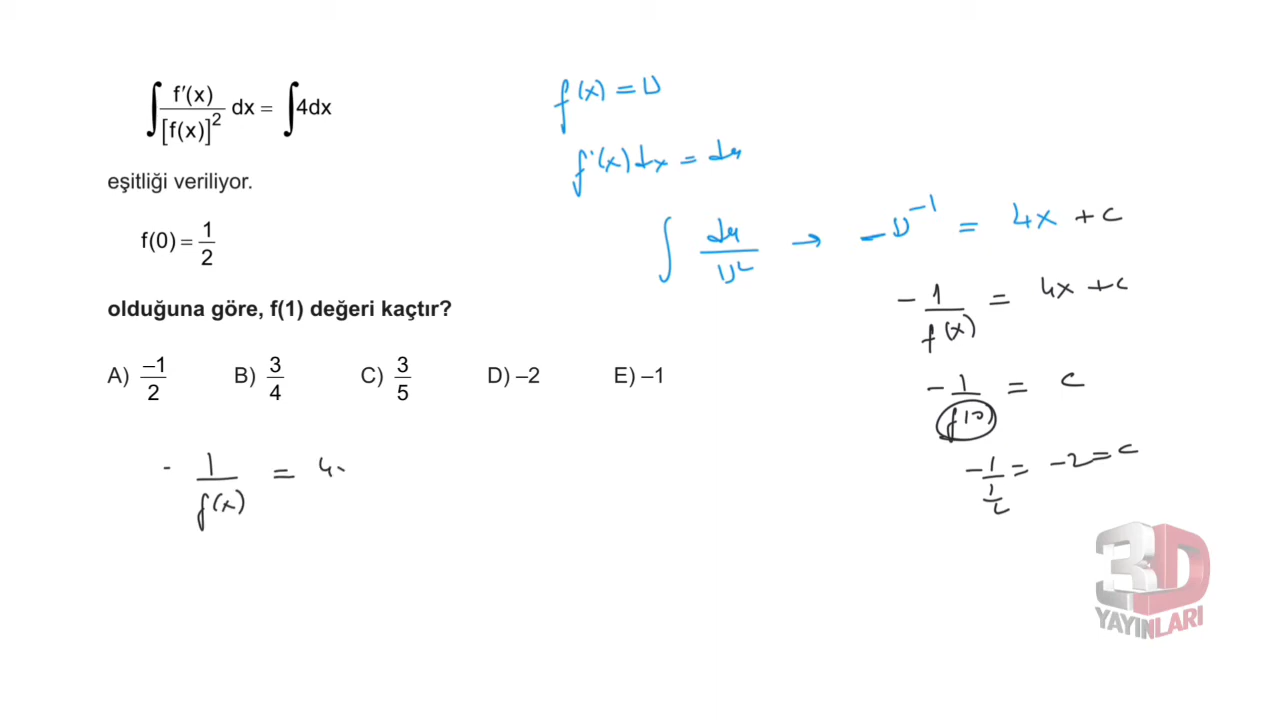 ∫ f'(x)/[f(x)]² dx = ∫4dx
eşitliği veriliyor.
f(0) = 1/2
olduğuna göre, f(1) değeri kaçtır?
A) –1/2 B) 3/4 C) 3/5 D) –2 E) –1
f(x) = U
f'(x) dx = du
∫ du/U² → -U⁻¹ = 4x + c
- 1/f(x) = 4x + c
- 1/f(0) = c
- 1/(1/2) = -2 = c
- 1/f(x) = 4
3D
YAYINLARI